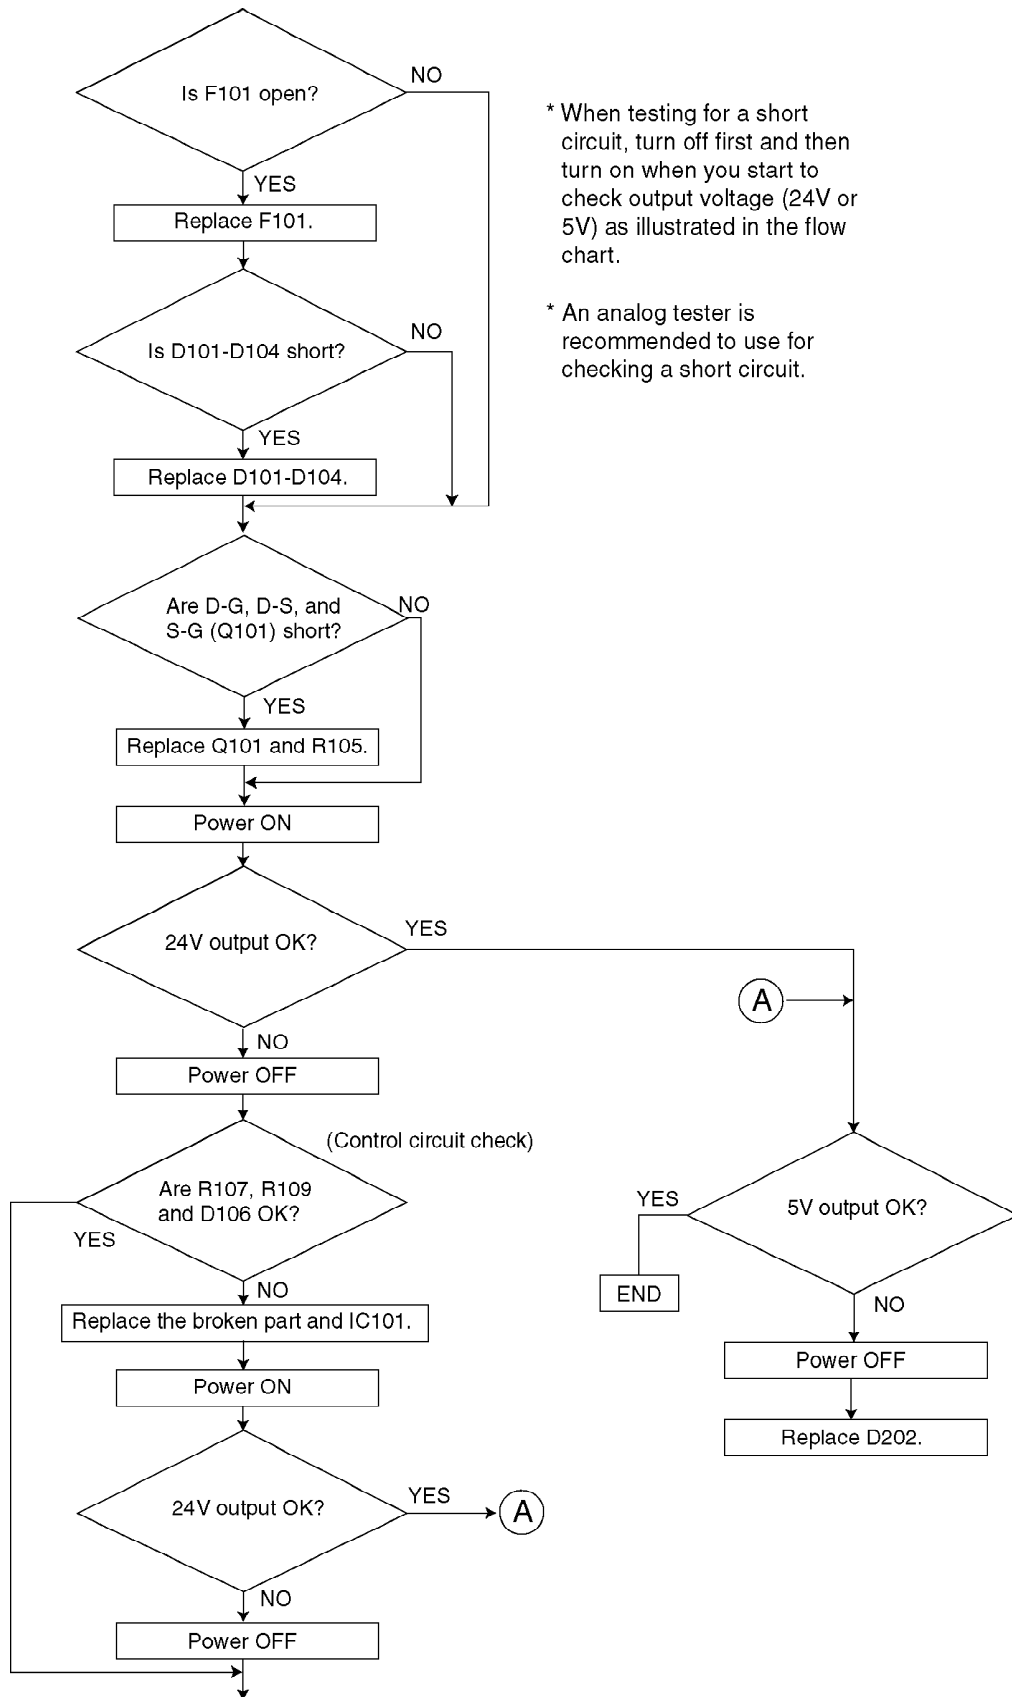 Is F101 open?
NO
YES
Replace F101.
Is D101-D104 short?
NO
YES
Replace D101-D104.
* When testing for a short
circuit, turn off first and then
turn on when you start to
check output voltage (24V or
5V) as illustrated in the flow
chart.
* An analog tester is
recommended to use for
checking a short circuit.
Are D-G, D-S, and
S-G (Q101) short?
NO
YES
Replace Q101 and R105.
Power ON
24V output OK?
YES
NO
Power OFF
(Control circuit check)
Are R107, R109
and D106 OK?
YES
NO
Replace the broken part and IC101.
Power ON
24V output OK?
YES
A
NO
Power OFF
A
5V output OK?
YES
END
NO
Power OFF
Replace D202.